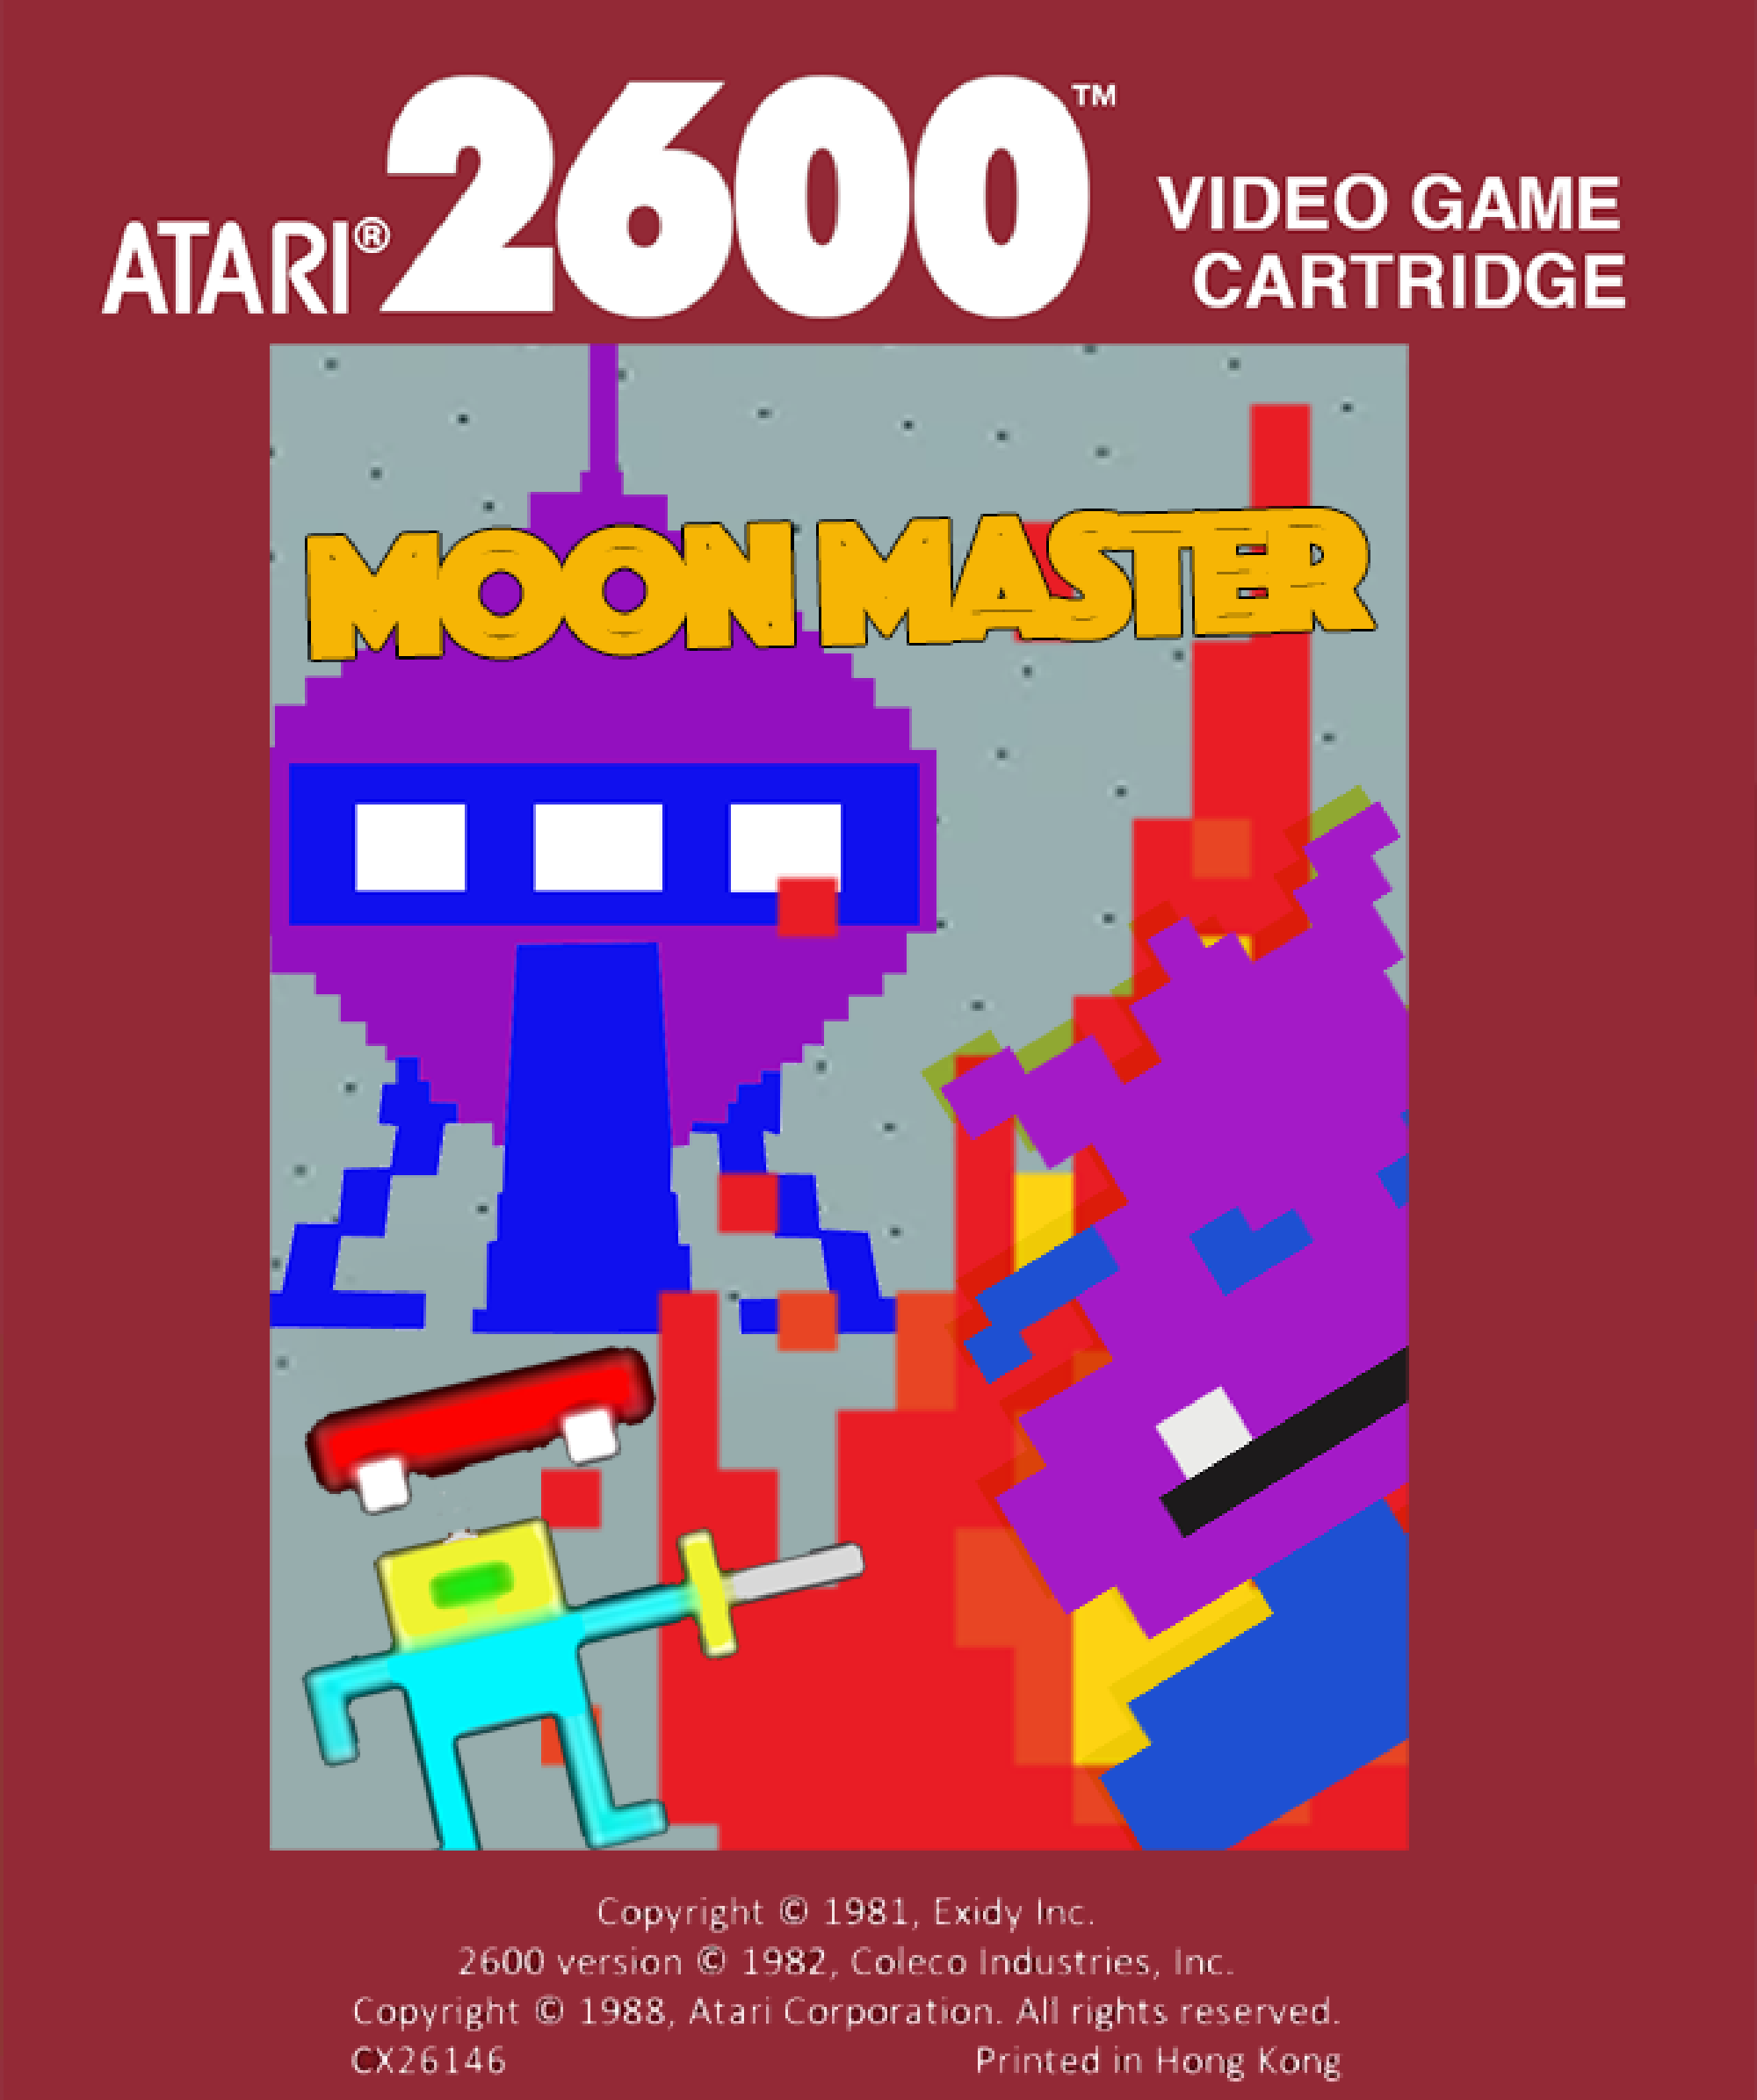 ATARI® 2600™ VIDEO GAME
CARTRIDGE
MOON MASTER
Copyright © 1981, Exidy Inc.
2600 version © 1982, Coleco Industries, Inc.
Copyright © 1988, Atari Corporation. All rights reserved.
CX26146 Printed in Hong Kong